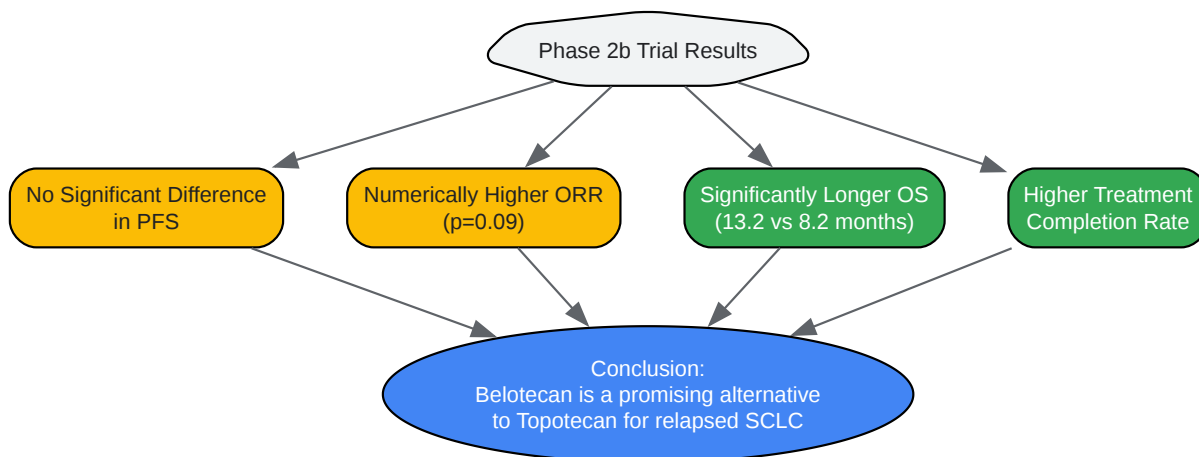 Phase 2b Trial Results
No Significant Difference
in PFS
Numerically Higher ORR
(p=0.09)
Significantly Longer OS
(13.2 vs 8.2 months)
Higher Treatment
Completion Rate
Conclusion:
Belotecan is a promising alternative
to Topotecan for relapsed SCLC